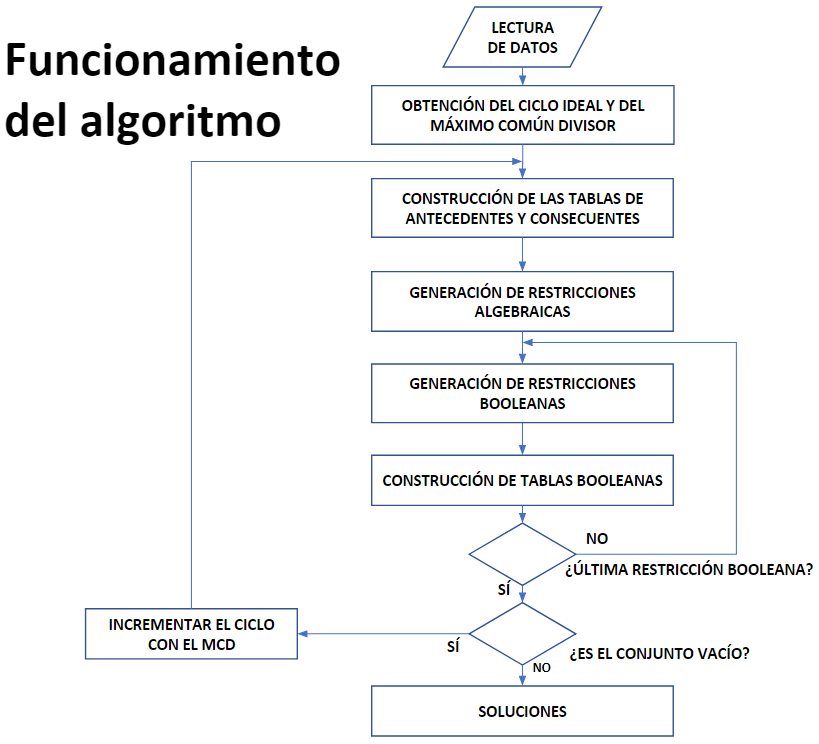 Funcionamiento
del algoritmo
LECTURA
DE DATOS
OBTENCIÓN DEL CICLO IDEAL Y DEL
MÁXIMO COMÚN DIVISOR
CONSTRUCCIÓN DE LAS TABLAS DE
ANTECEDENTES Y CONSECUENTES
GENERACIÓN DE RESTRICCIONES
ALGEBRAICAS
GENERACIÓN DE RESTRICCIONES
BOOLEANAS
CONSTRUCCIÓN DE TABLAS BOOLEANAS
NO
¿ÚLTIMA RESTRICCIÓN BOOLEANA?
SÍ
INCREMENTAR EL CICLO
CON EL MCD
SÍ
¿ES EL CONJUNTO VACÍO?
NO
SOLUCIONES